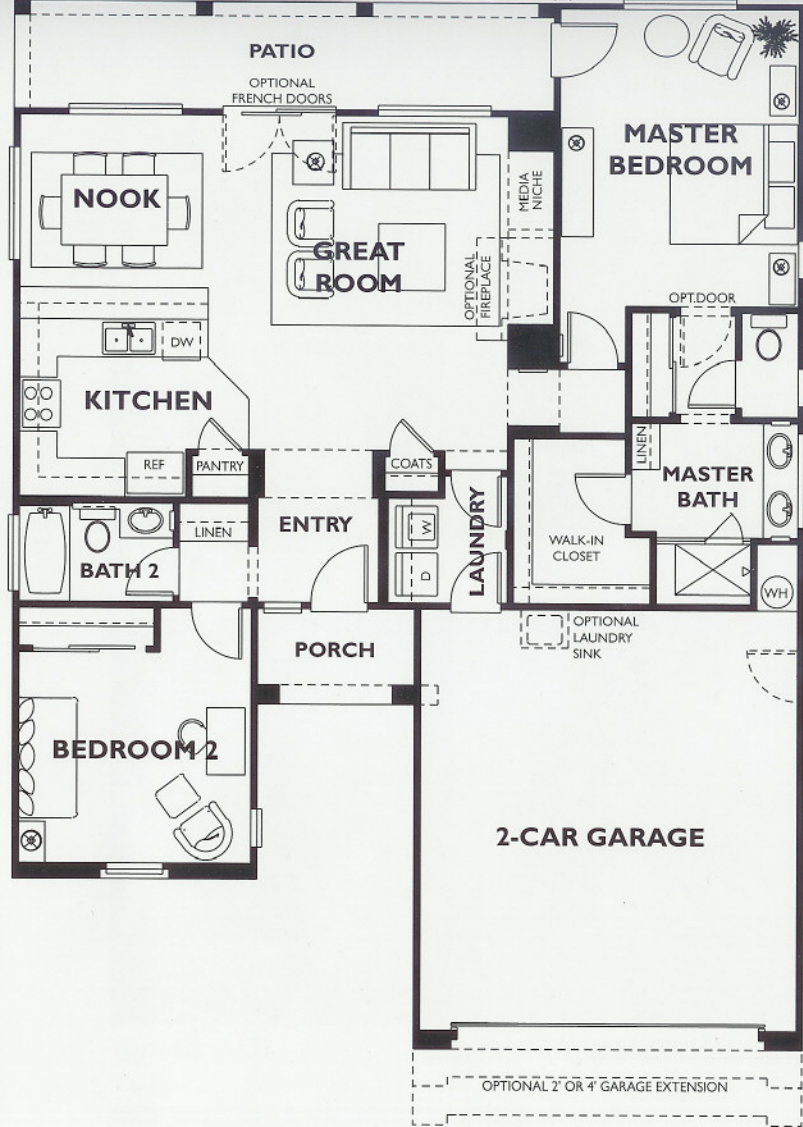 PATIO
OPTIONAL
FRENCH DOORS
MASTER
BEDROOM
NOOK
MEDIA
NICHE
GREAT
ROOM
OPTIONAL
FIREPLACE
OPT.DOOR
DW
KITCHEN
REF
PANTRY
COATS
LINEN
MASTER
BATH
LINEN
ENTRY
W
D
LAUNDRY
WALK-IN
CLOSET
BATH 2
WH
PORCH
OPTIONAL
LAUNDRY
SINK
BEDROOM 2
2-CAR GARAGE
OPTIONAL 2' OR 4' GARAGE EXTENSION